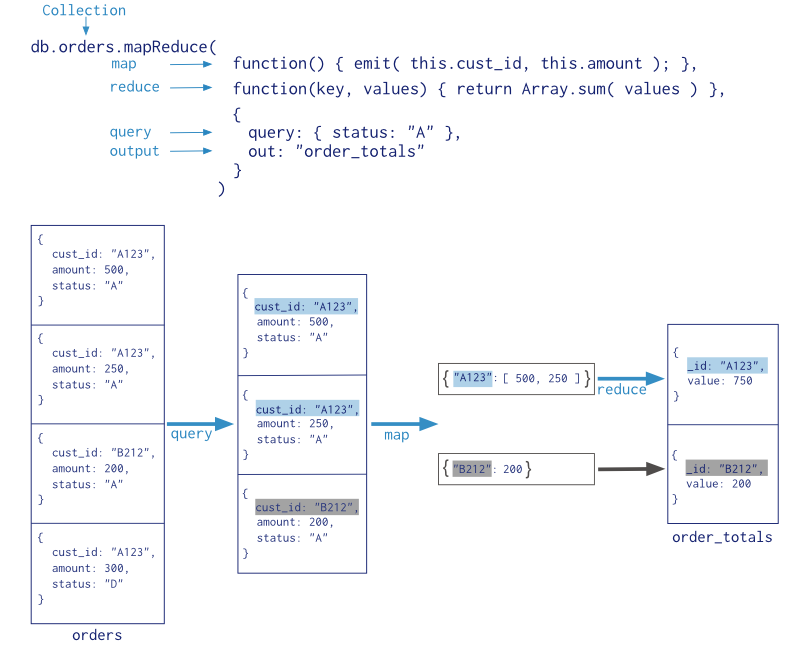 Collection
db.orders.mapReduce(
map function() { emit( this.cust_id, this.amount ); },
reduce function(key, values) { return Array.sum( values ) },
{
query query: { status: "A" },
output out: "order_totals"
}
)
{
cust_id: "A123",
amount: 500,
status: "A"
}
{
cust_id: "A123",
amount: 250,
status: "A"
}
{
cust_id: "B212",
amount: 200,
status: "A"
}
{
cust_id: "A123",
amount: 300,
status: "D"
}
orders
query
{
cust_id: "A123",
amount: 500,
status: "A"
}
{
cust_id: "A123",
amount: 250,
status: "A"
}
{
cust_id: "B212",
amount: 200,
status: "A"
}
map
{ "A123": [ 500, 250 ] }
{ "B212": 200 }
reduce
{
_id: "A123",
value: 750
}
{
_id: "B212",
value: 200
}
order_totals